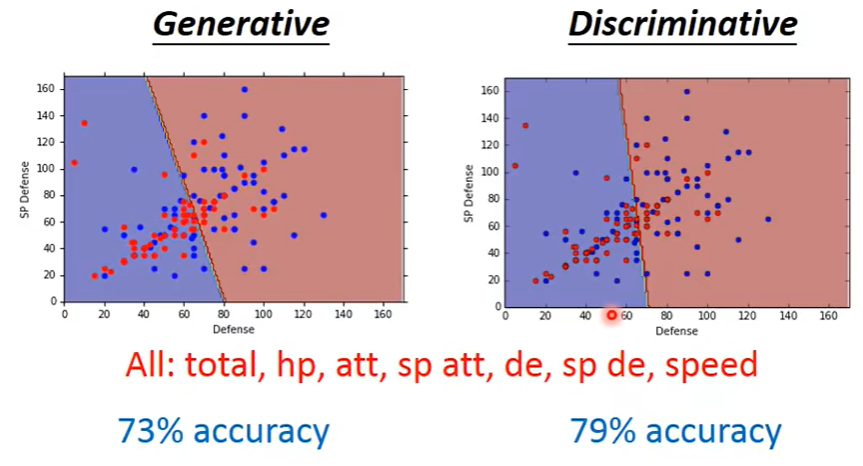 Generative
Discriminative
160
140
120
100
80
60
40
20
0
SP Defense
0 20 40 60 80 100 120 140 160
Defense
160
140
120
100
80
60
40
20
0
SP Defense
0 20 40 60 80 100 120 140 160
Defense
All: total, hp, att, sp att, de, sp de, speed
73% accuracy
79% accuracy